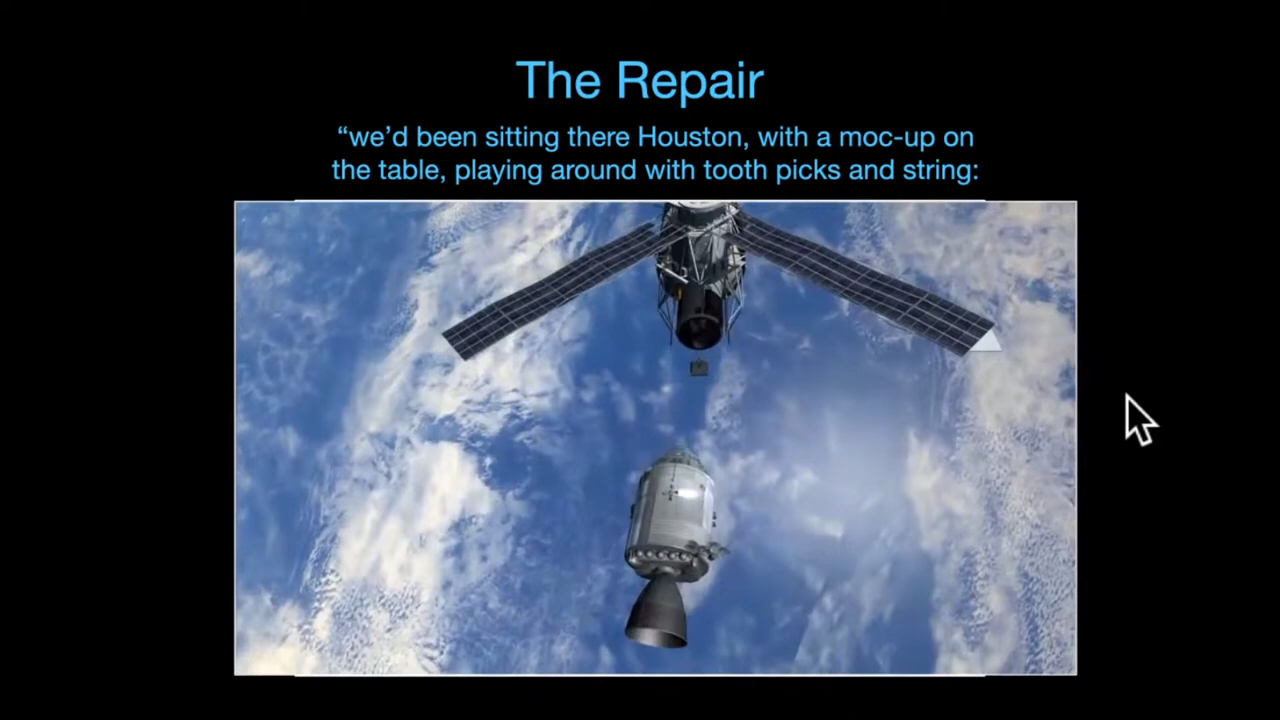 The Repair
“we’d been sitting there Houston, with a moc-up on
the table, playing around with tooth picks and string: